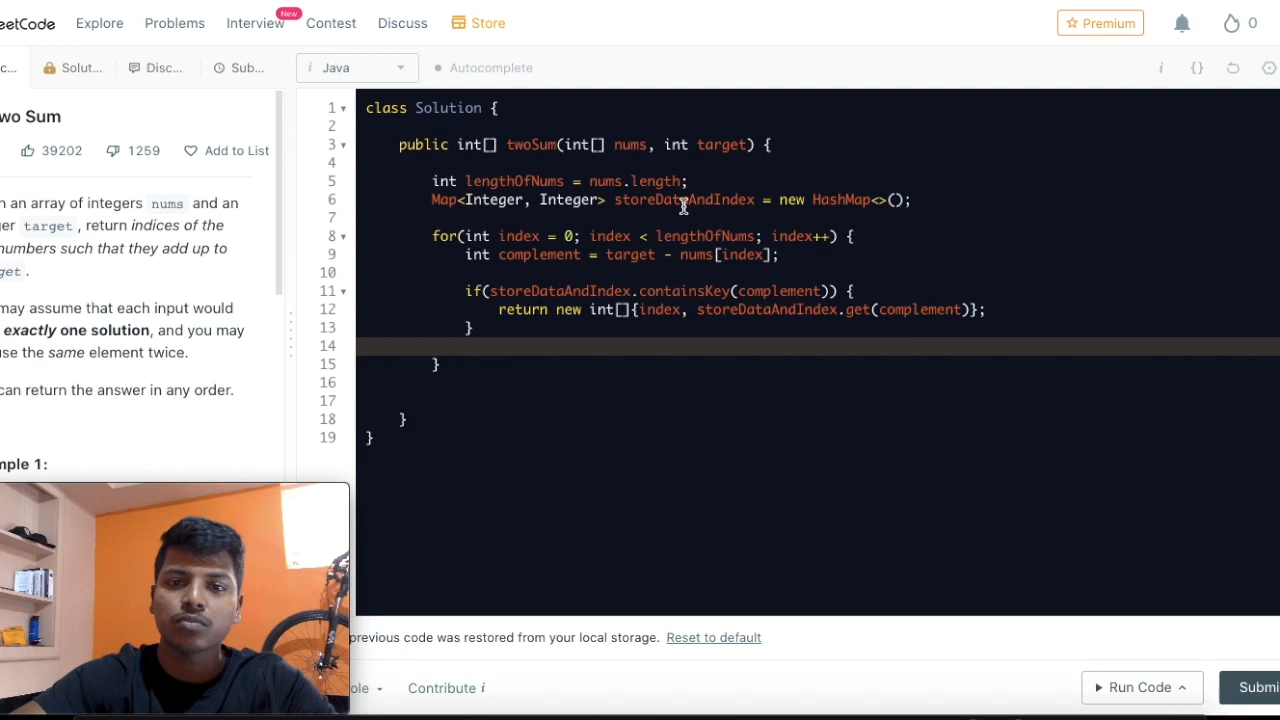 eetCode Explore Problems Interview New Contest Discuss Store Premium 0
c... Solut... Disc... Sub... i Java Autocomplete i {}
wo Sum
39202 1259 Add to List
n an array of integers nums and an
ger target , return indices of the
numbers such that they add up to
get .
may assume that each input would
exactly one solution, and you may
use the same element twice.
can return the answer in any order.
mple 1:
1 class Solution {
2
3 public int[] twoSum(int[] nums, int target) {
4
5 int lengthOfNums = nums.length;
6 Map<Integer, Integer> storeDataAndIndex = new HashMap<>();
7
8 for(int index = 0; index < lengthOfNums; index++) {
9 int complement = target - nums[index];
10
11 if(storeDataAndIndex.containsKey(complement)) {
12 return new int[]{index, storeDataAndIndex.get(complement)};
13 }
14
15 }
16
17
18 }
19 }
previous code was restored from your local storage. Reset to default
ole Contribute i Run Code Submi